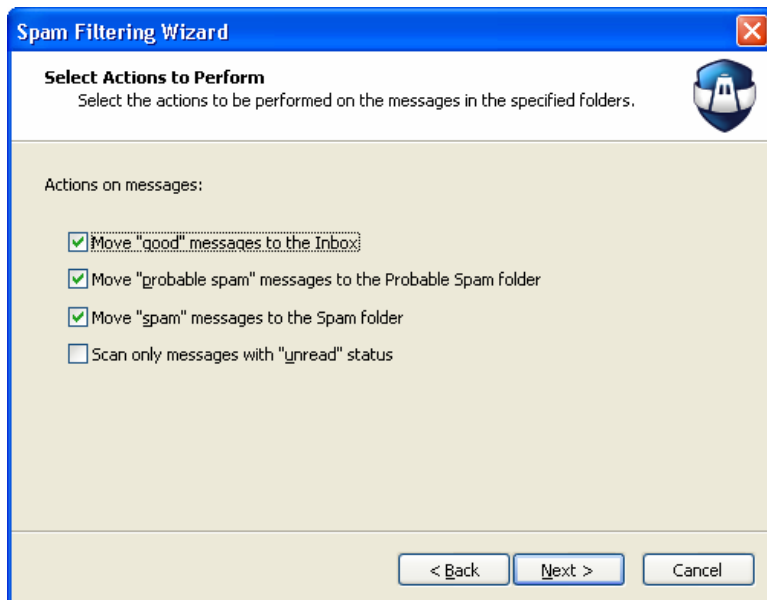 Spam Filtering Wizard
Select Actions to Perform
Select the actions to be performed on the messages in the specified folders.
Actions on messages:
Move "good" messages to the Inbox
Move "probable spam" messages to the Probable Spam folder
Move "spam" messages to the Spam folder
Scan only messages with "unread" status
< Back
Next >
Cancel